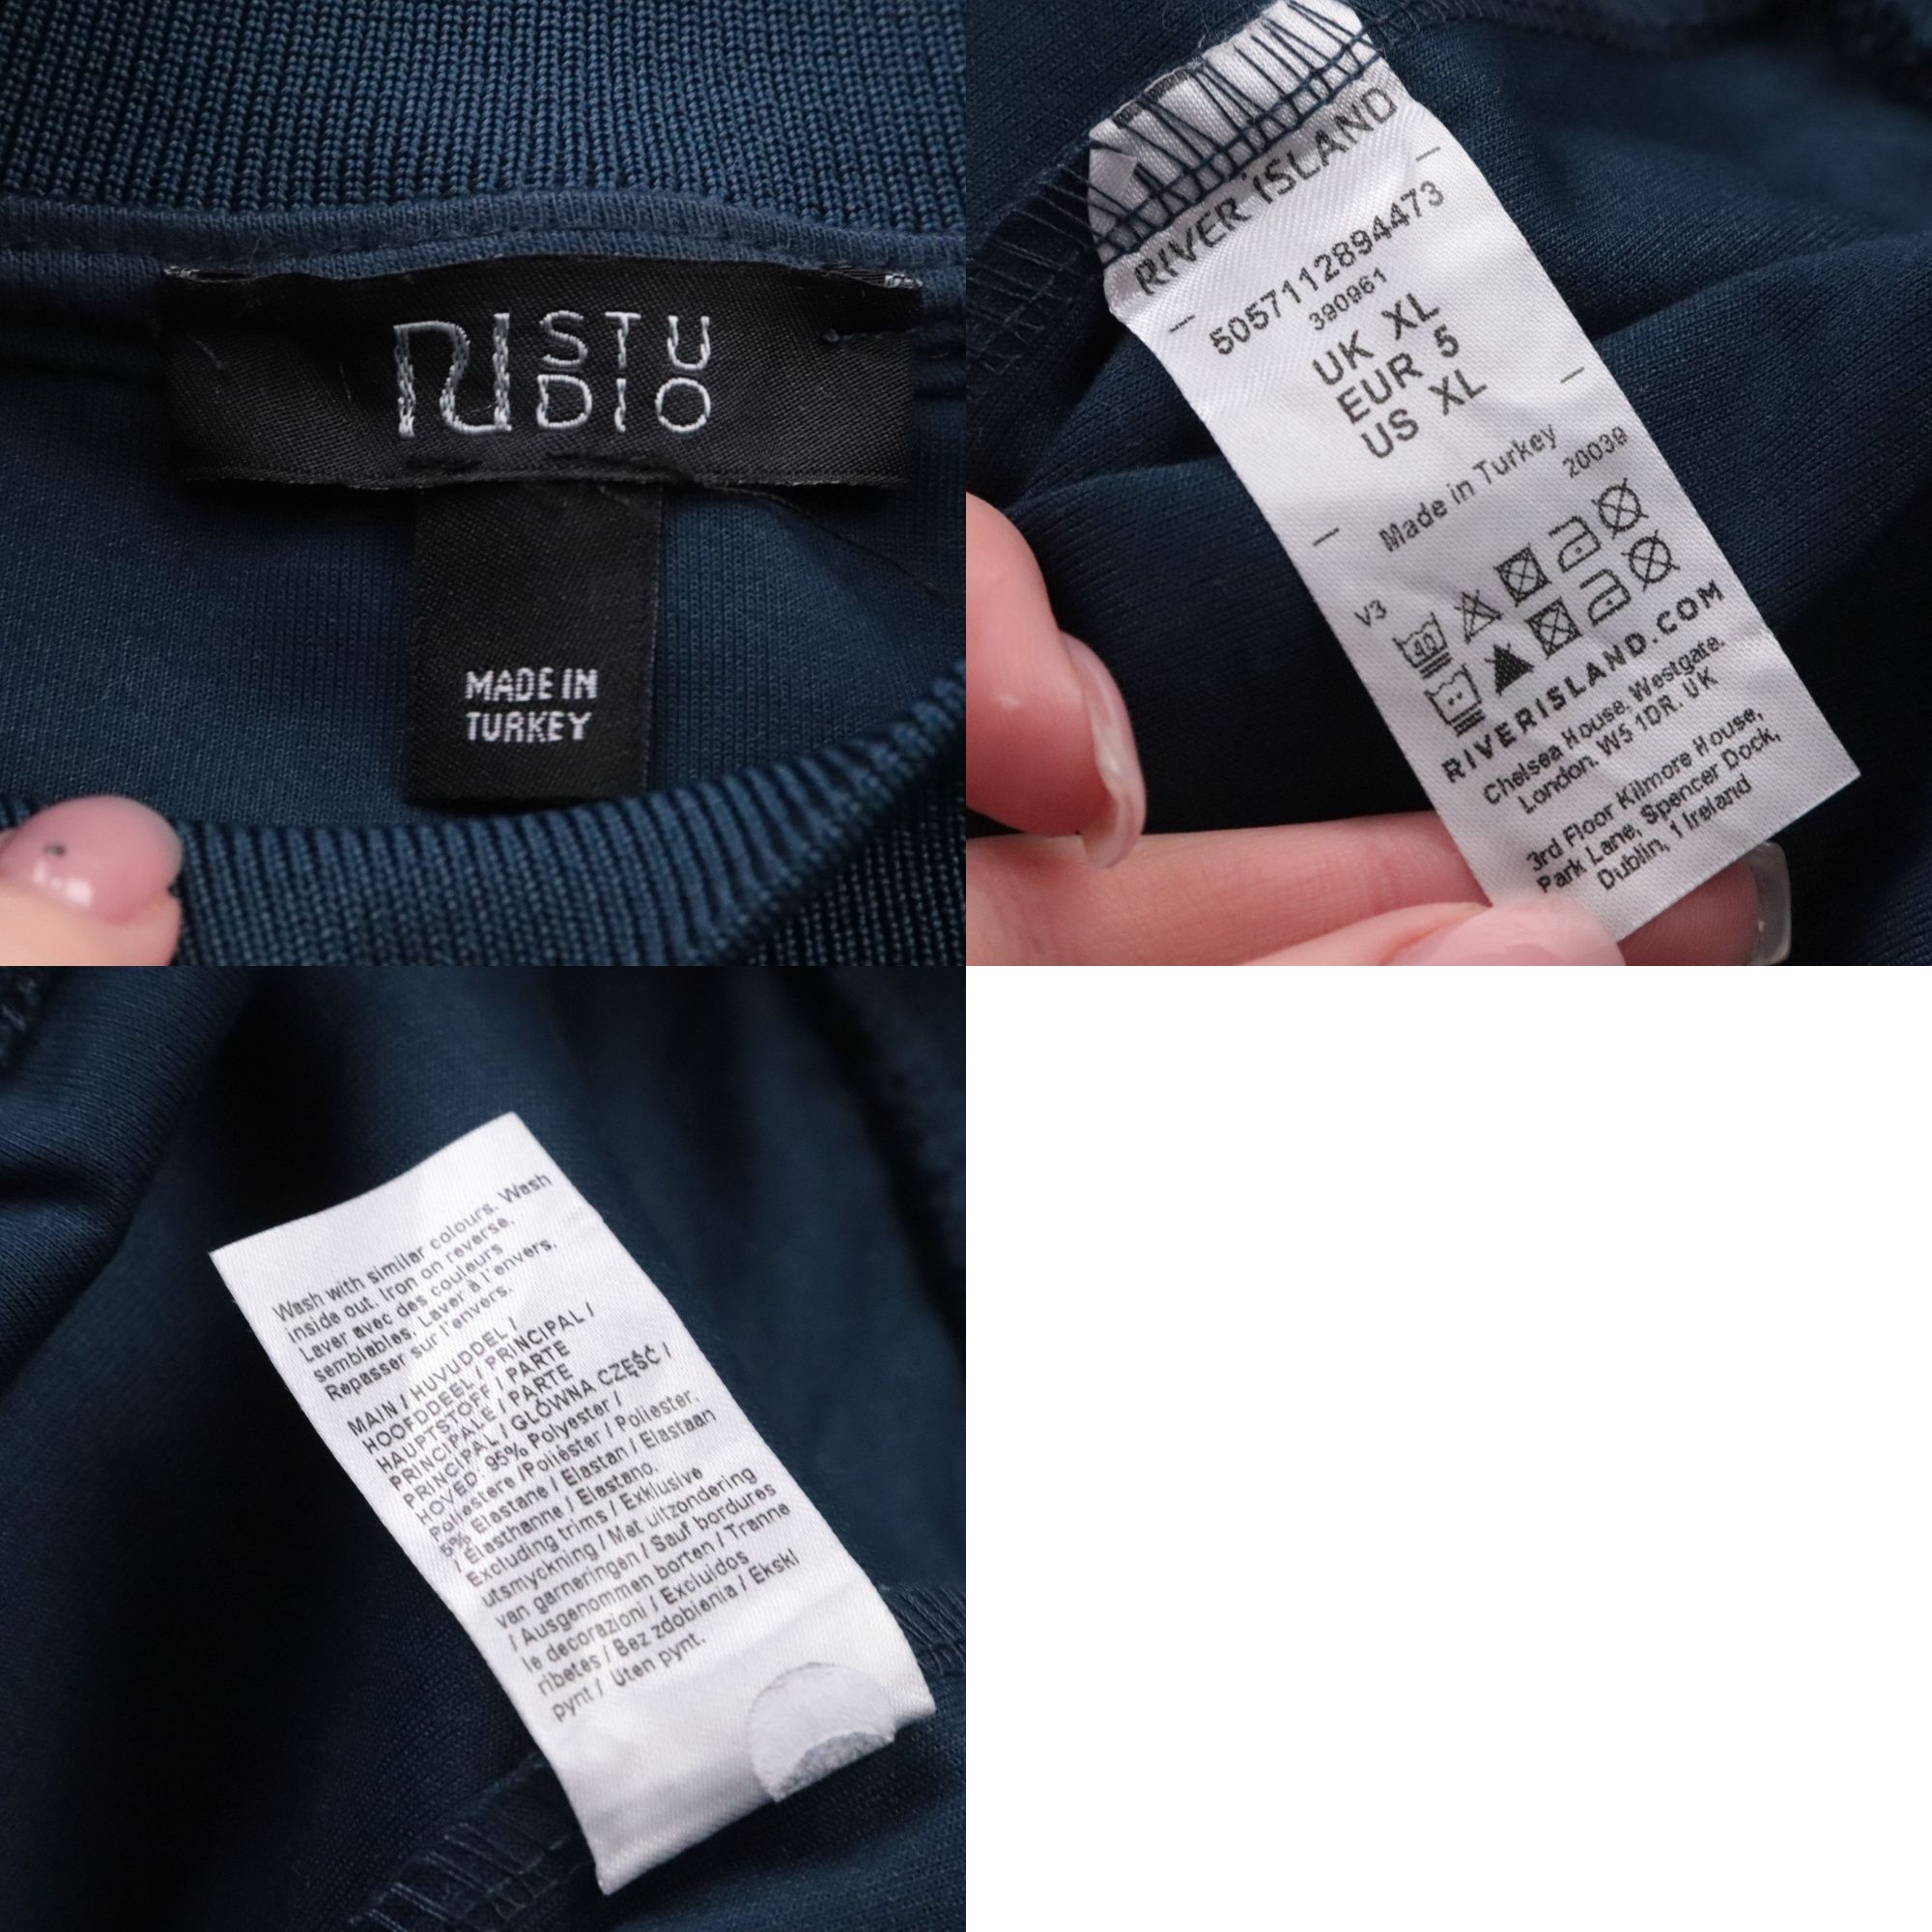 RI STU
DIO
MADE IN
TURKEY
RIVER ISLAND
5057112894473
390961
UK XL
EUR 5
US XL
Made in Turkey
20039
V3
40
RIVERISLAND.COM
Chelsea House, Westgate.
London. W5 1DR. UK
3rd Floor Kilmore House,
Park Lane, Spencer Dock,
Dublin, 1 Ireland
Wash with similar colours. Wash
inside out. Iron on reverse.
Laver avec des couleurs
semblables. Laver à l'envers.
Repasser sur l'envers.
MAIN / HUVUDDEL /
HOOFDDEEL / PRINCIPAL /
HAUPTSTOFF / PARTE
PRINCIPALE / PARTE
PRINCIPAL / GLÓWNA CZĘŚĆ /
HOVED: 95% Polyester /
Poliestere /Poliéster / Poliester.
5% Elastane / Elastan / Elastaan
/ Élasthanne / Elastano.
Excluding trims / Exklusive
utsmyckning / Met uitzondering
van garneringen / Sauf bordures
/ Ausgenommen borten / Tranne
le decorazioni / Excluidos
ribetes / Bez zdobienia / Ekskl
pynt / Uten pynt.